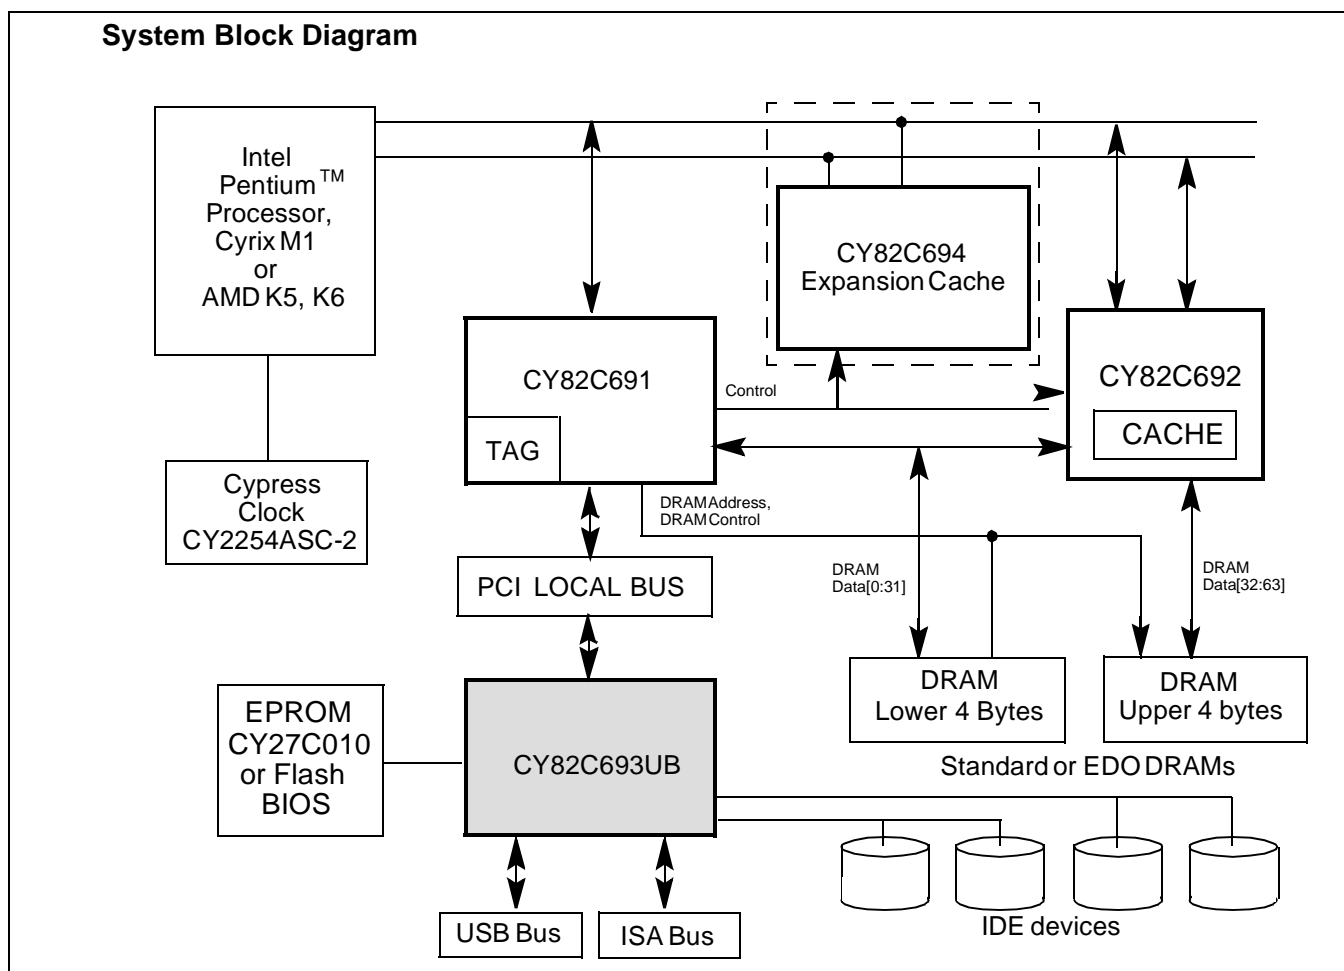 System Block Diagram
Intel
Pentium™
Processor,
Cyrix M1
or
AMD K5, K6
CY82C694
Expansion Cache
CY82C691
TAG
Control
CY82C692
CACHE
Cypress
Clock
CY2254ASC-2
DRAM Address,
DRAM Control
PCI LOCAL BUS
DRAM
Data[0:31]
DRAM
Data[32:63]
DRAM
Lower 4 Bytes
DRAM
Upper 4 bytes
EPROM
CY27C010
or Flash
BIOS
CY82C693UB
Standard or EDO DRAMs
USB Bus
ISA Bus
IDE devices